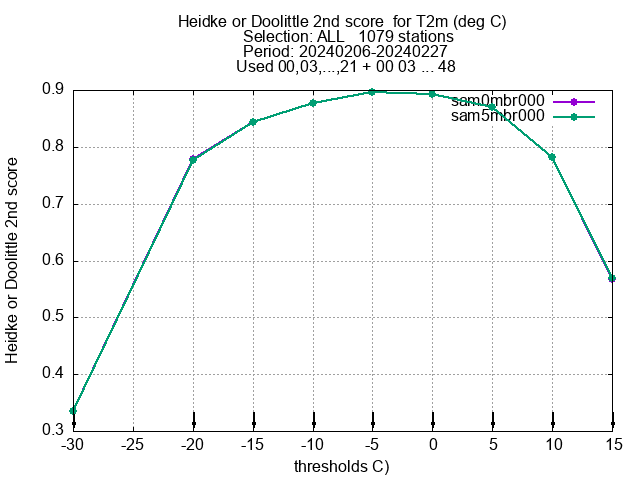 Heidke or Doolittle 2nd score  for T2m (deg C)
Selection: ALL   1079 stations
Period: 20240206-20240227
Used 00,03,...,21 + 00 03 ... 48
sam0mbr000
sam5mbr000
Heidke or Doolittle 2nd score
0.9
0.8
0.7
0.6
0.5
0.4
0.3
-30 -25 -20 -15 -10 -5 0 5 10 15
thresholds C)